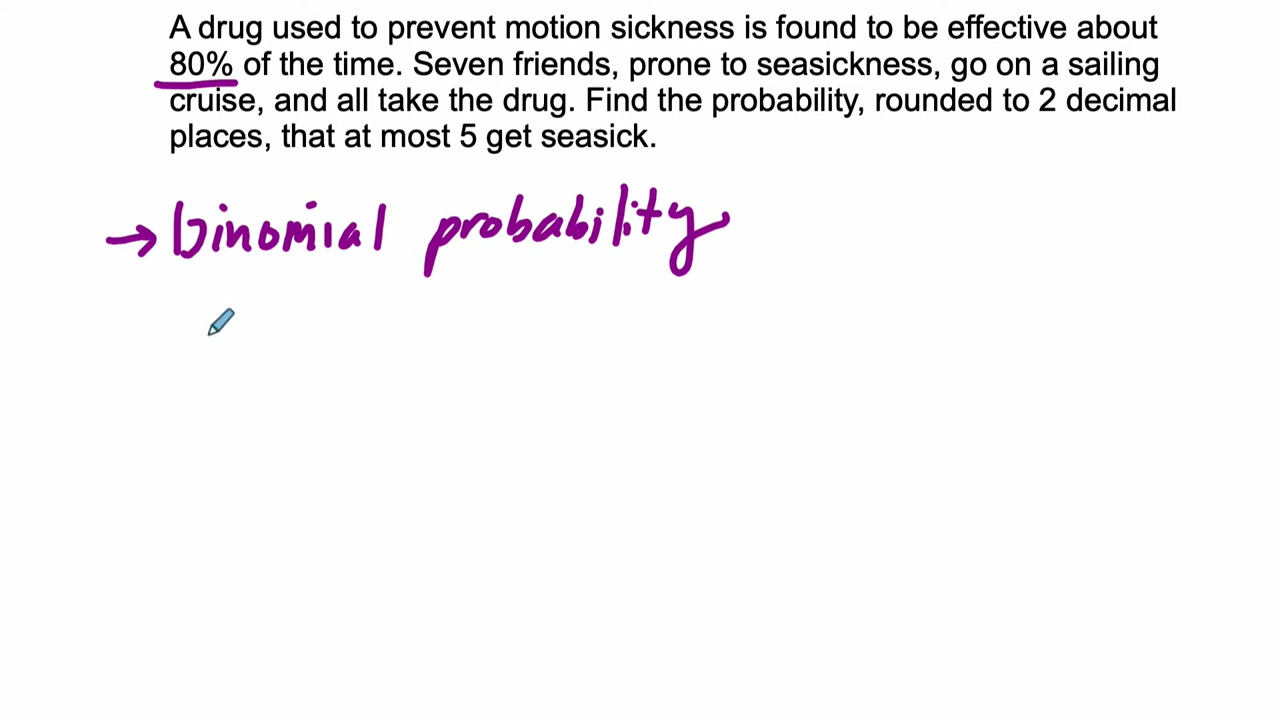 A drug used to prevent motion sickness is found to be effective about
80% of the time. Seven friends, prone to seasickness, go on a sailing
cruise, and all take the drug. Find the probability, rounded to 2 decimal
places, that at most 5 get seasick.
→ binomial probability